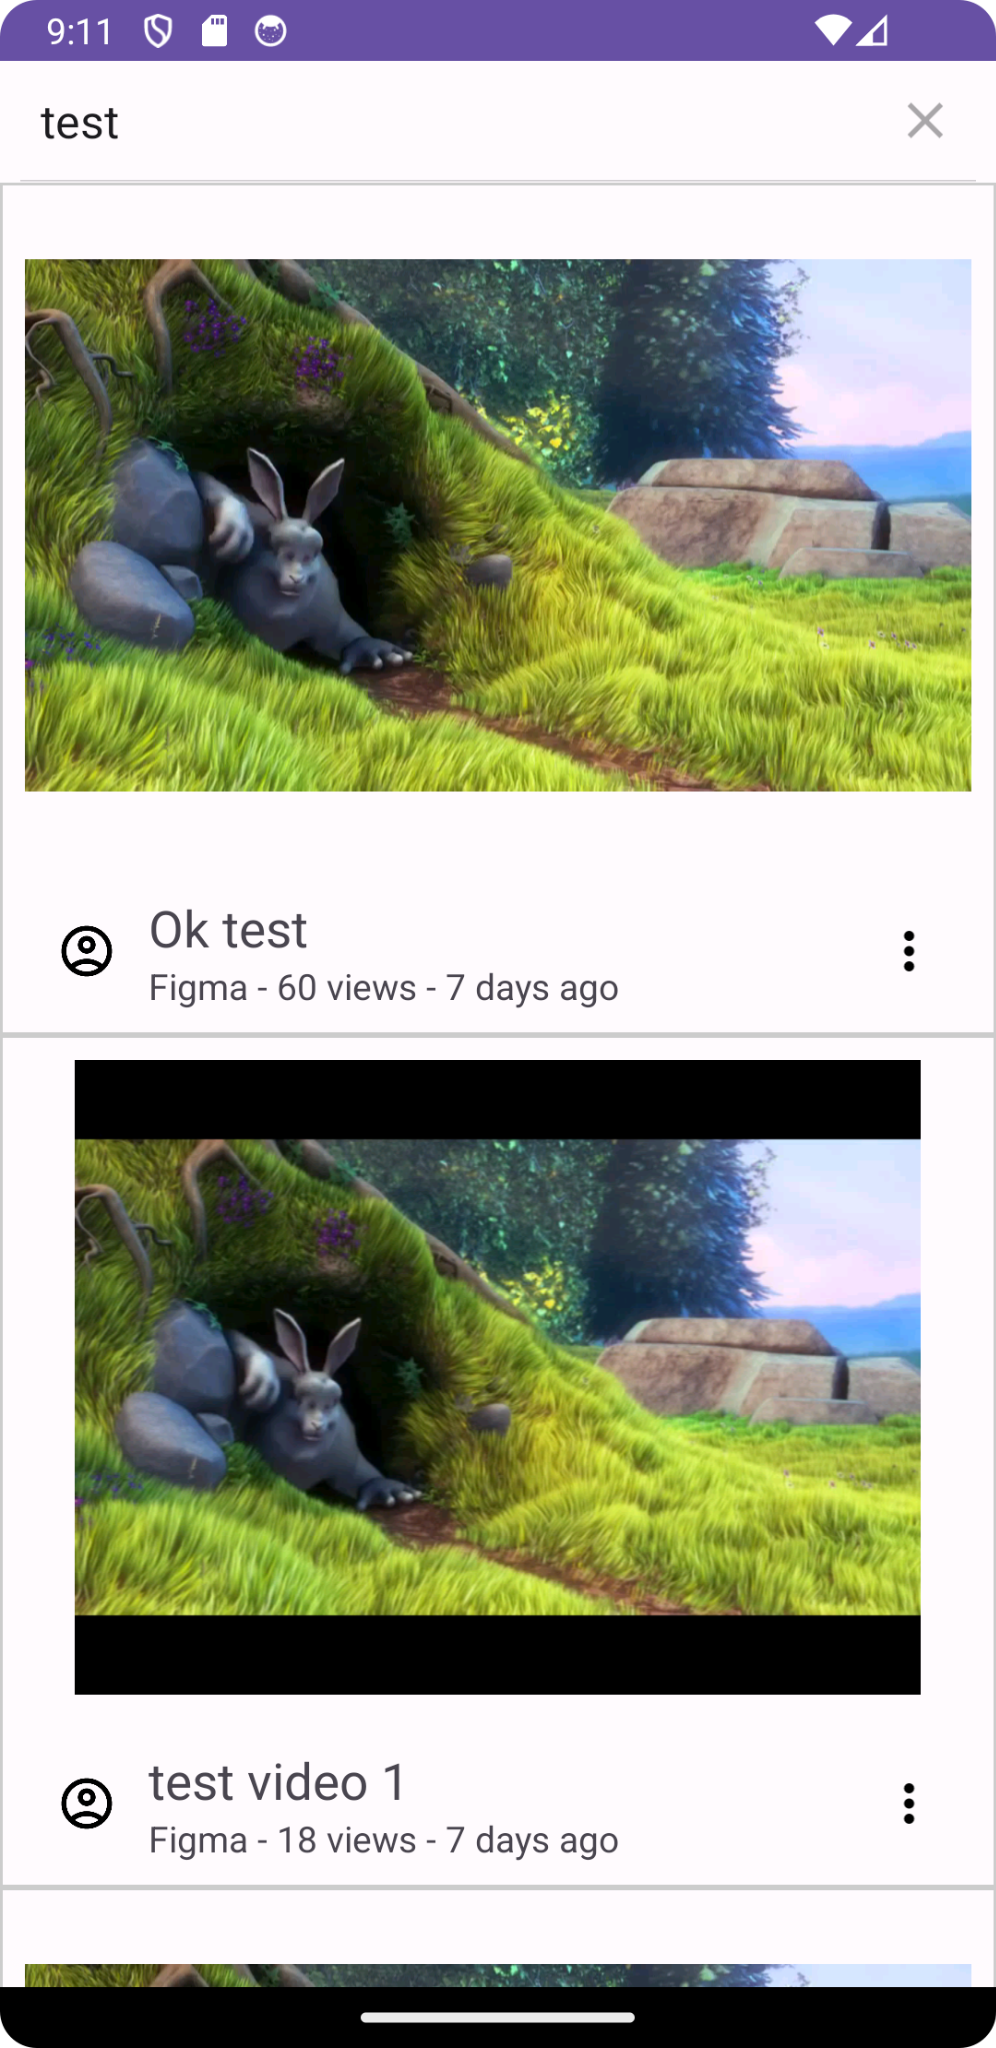 9:11
test
Ok test
Figma - 60 views - 7 days ago
test video 1
Figma - 18 views - 7 days ago